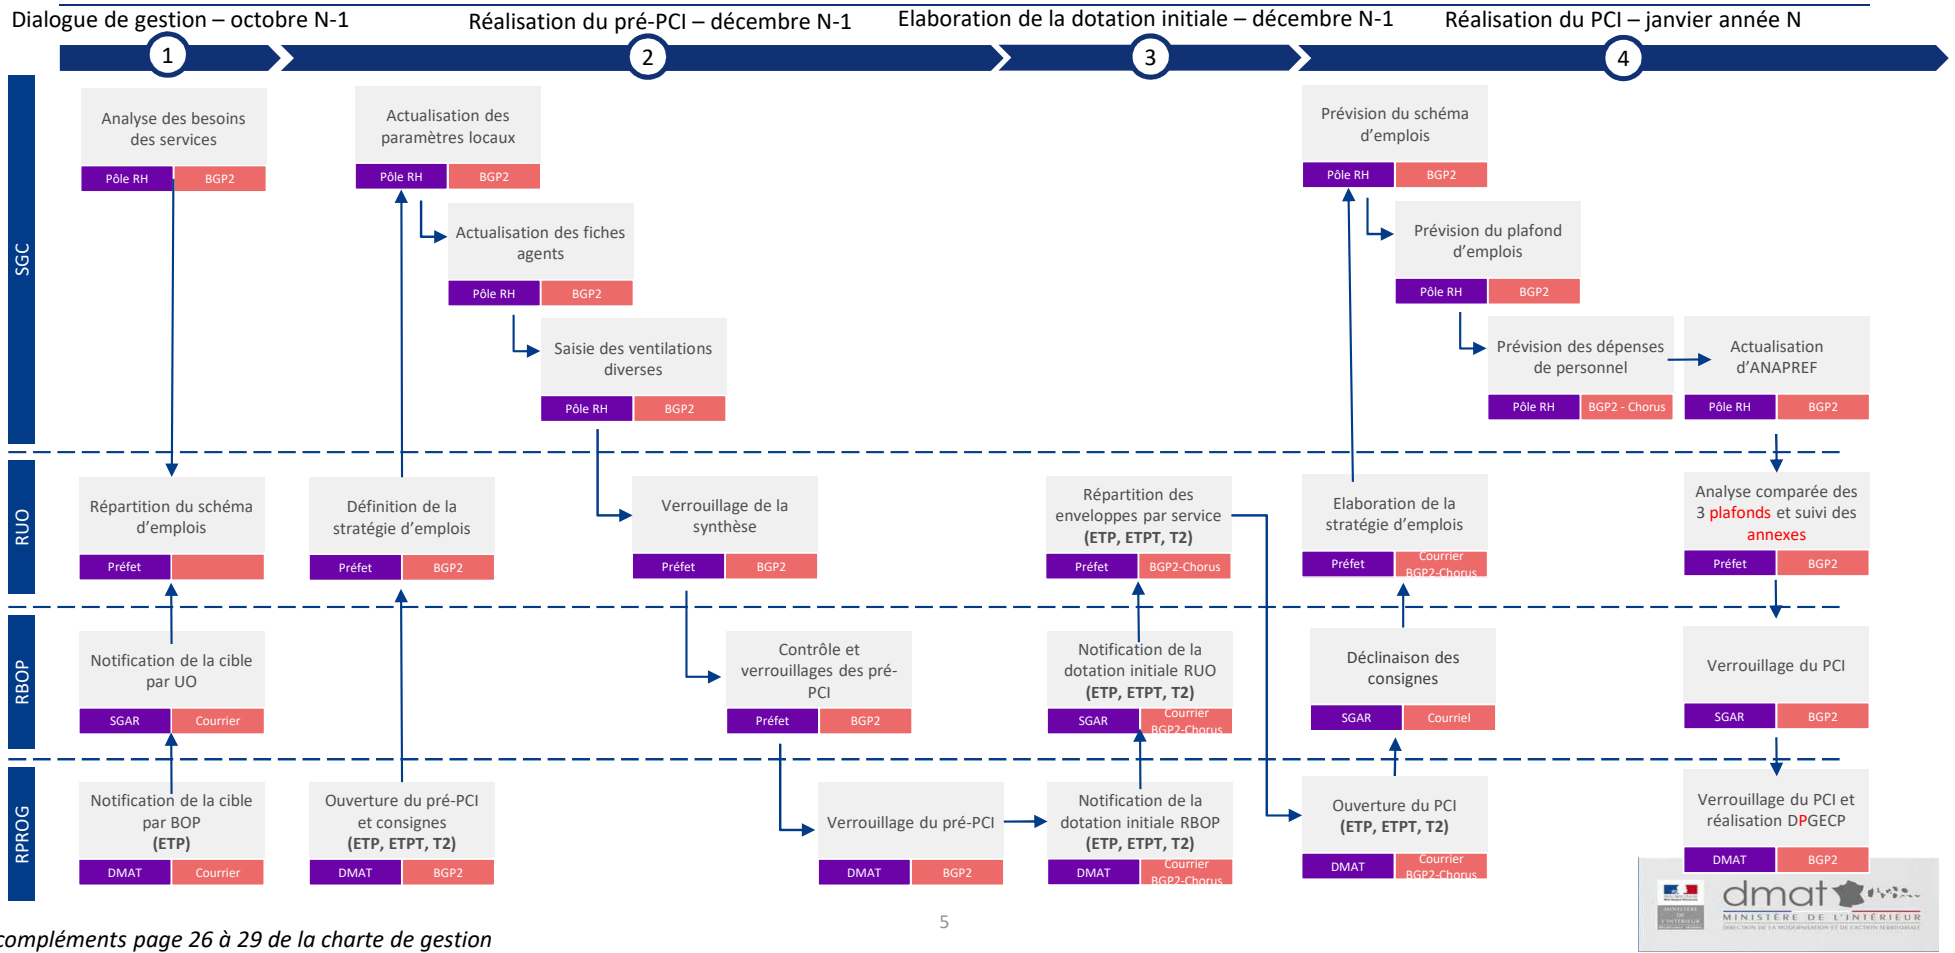 Dialogue de gestion – octobre N-1
Réalisation du pré-PCI – décembre N-1
Elaboration de la dotation initiale – décembre N-1
Réalisation du PCI – janvier année N
1
2
3
4
SGC
Analyse des besoins
des services
Pôle RH
BGP2
Actualisation des
paramètres locaux
Pôle RH
BGP2
Actualisation des fiches
agents
Pôle RH
BGP2
Saisie des ventilations
diverses
Pôle RH
BGP2
Prévision du schéma
d'emplois
Pôle RH
BGP2
Prévision du plafond
d'emplois
Pôle RH
BGP2
Prévision des dépenses
de personnel
Pôle RH
BGP2 - Chorus
Actualisation
d'ANAPREF
Pôle RH
BGP2
RUO
Répartition du schéma
d'emplois
Préfet
Définition de la
stratégie d'emplois
Préfet
BGP2
Verrouillage de la
synthèse
Préfet
BGP2
Répartition des
enveloppes par service
(ETP, ETPT, T2)
Préfet
BGP2-Chorus
Elaboration de la
stratégie d'emplois
Préfet
Courrier
BGP2-Chorus
Analyse comparée des
3 plafonds et suivi des
annexes
Préfet
BGP2
RBOP
Notification de la cible
par UO
SGAR
Courrier
Contrôle et
verrouillages des pré-
PCI
Préfet
BGP2
Notification de la
dotation initiale RUO
(ETP, ETPT, T2)
SGAR
Courrier
BGP2-Chorus
Déclinaison des
consignes
SGAR
Courriel
Verrouillage du PCI
SGAR
BGP2
RPROG
Notification de la cible
par BOP
(ETP)
DMAT
Courrier
Ouverture du pré-PCI
et consignes
(ETP, ETPT, T2)
DMAT
BGP2
Verrouillage du pré-PCI
DMAT
BGP2
Notification de la
dotation initiale RBOP
(ETP, ETPT, T2)
DMAT
Courrier
BGP2-Chorus
Ouverture du PCI
(ETP, ETPT, T2)
DMAT
Courrier
BGP2-Chorus
Verrouillage du PCI et
réalisation DPGECP
DMAT
BGP2
MINISTÈRE
DE
L'INTÉRIEUR
dmat
MINISTÈRE DE L'INTÉRIEUR
DIRECTION DE LA MODERNISATION ET DE L'ACTION TERRITORIALE
5
compléments page 26 à 29 de la charte de gestion